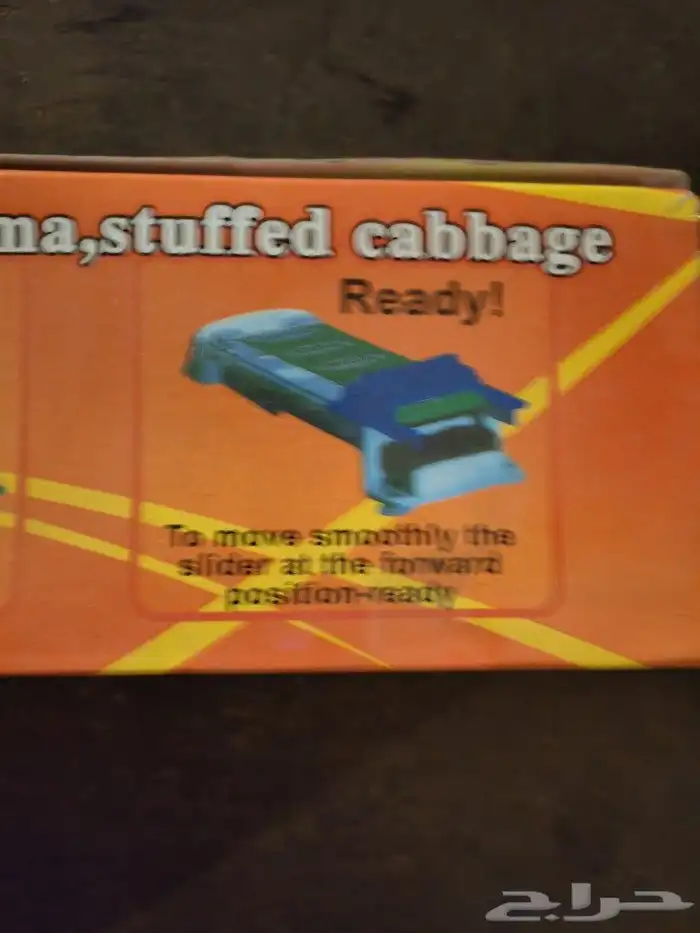 ma,stuffed cabbage
Ready!
To move smoothly the
slider at the forward
position-ready
حراج